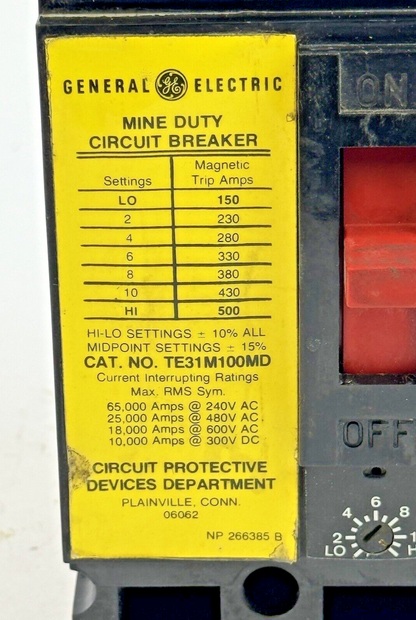 GENERAL GE ELECTRIC
MINE DUTY
CIRCUIT BREAKER
Settings Magnetic Trip Amps
LO 150
2 230
4 280
6 330
8 380
10 430
HI 500
HI-LO SETTINGS ± 10% ALL
MIDPOINT SETTINGS ± 15%
CAT. NO. TE31M100MD
Current Interrupting Ratings
Max. RMS Sym.
65,000 Amps @ 240V AC
25,000 Amps @ 480V AC
18,000 Amps @ 600V AC
10,000 Amps @ 300V DC
CIRCUIT PROTECTIVE
DEVICES DEPARTMENT
PLAINVILLE, CONN.
06062
NP 266385 B
ON
OFF
4 6 8
2
LO